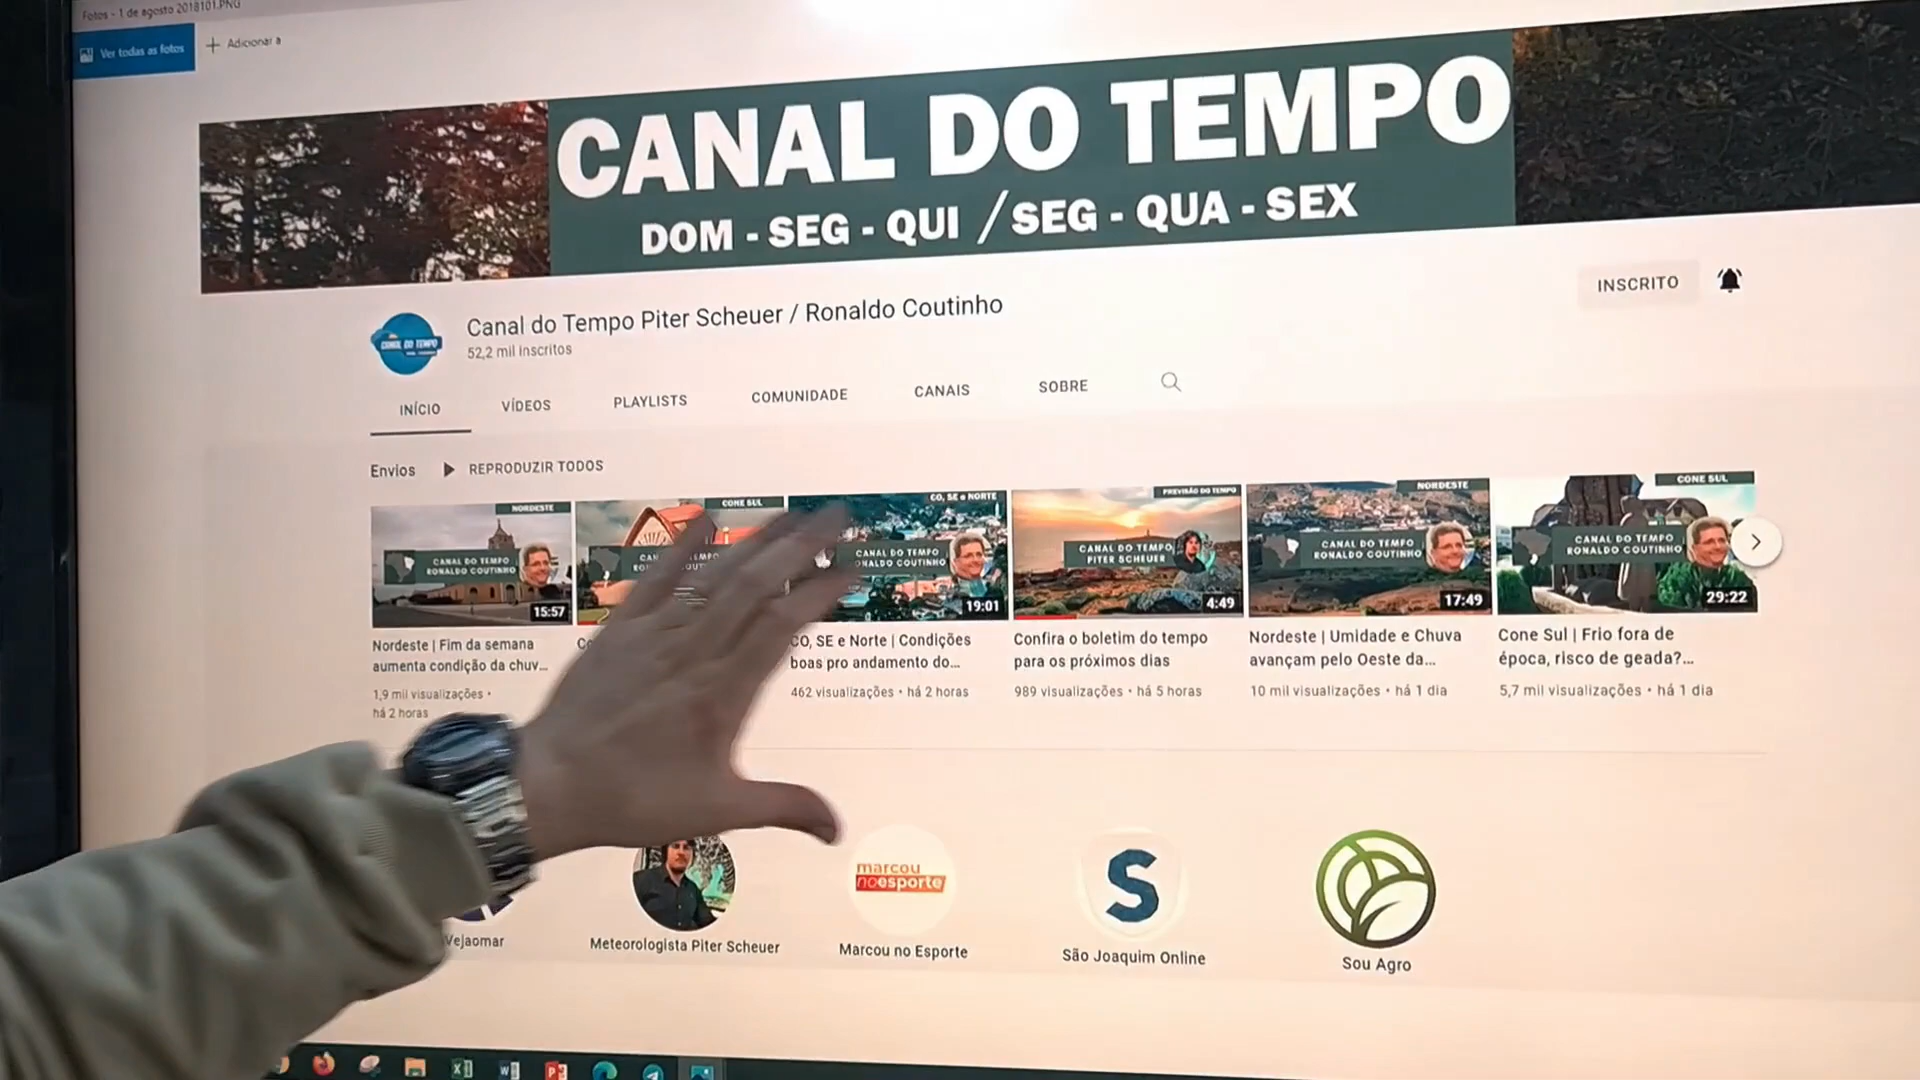 Fotos - 1 de agosto 2018101.PNG
Ver todas as fotos
Adicionar a
CANAL DO TEMPO
DOM - SEG - QUI / SEG - QUA - SEX
Canal do Tempo Piter Scheuer / Ronaldo Coutinho
52,2 mil inscritos
INSCRITO
CANAL DO TEMPO
INÍCIO
VÍDEOS
PLAYLISTS
COMUNIDADE
CANAIS
SOBRE
Envios
REPRODUZIR TODOS
NORDESTE
CANAL DO TEMPO
RONALDO COUTINHO
15:57
Nordeste | Fim da semana
aumenta condição da chuv...
1,9 mil visualizações •
há 2 horas
CONE SUL
CO, SE e NORTE
CANAL DO TEMPO
RONALDO COUTINHO
19:01
CO, SE e Norte | Condições
boas pro andamento do...
462 visualizações • há 2 horas
PREVISÃO DO TEMPO
CANAL DO TEMPO
PITER SCHEUER
4:49
Confira o boletim do tempo
para os próximos dias
989 visualizações • há 5 horas
NORDESTE
CANAL DO TEMPO
RONALDO COUTINHO
17:49
Nordeste | Umidade e Chuva
avançam pelo Oeste da...
10 mil visualizações • há 1 dia
CONE SUL
CANAL DO TEMPO
RONALDO COUTINHO
29:22
Cone Sul | Frio fora de
época, risco de geada?...
5,7 mil visualizações • há 1 dia
Vejaomar
Meteorologista Piter Scheuer
marcou
noesporte
Marcou no Esporte
S
São Joaquim Online
Sou Agro